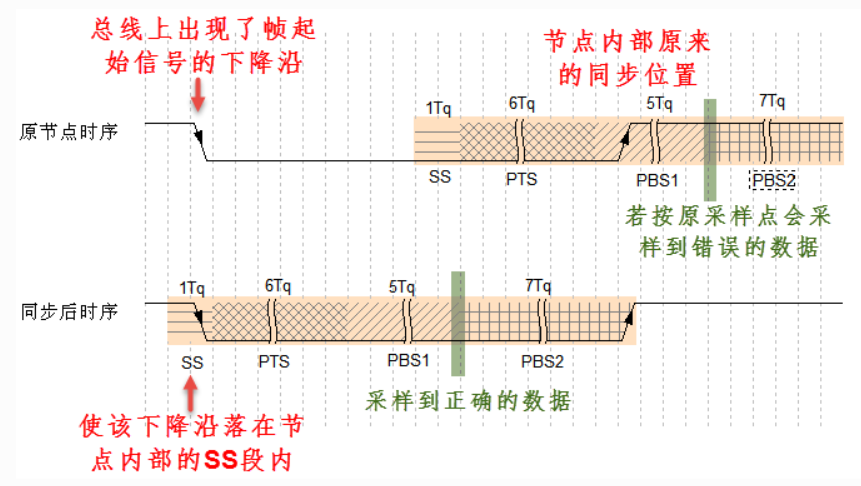 总线上出现了帧起
始信号的下降沿
节点内部原来
的同步位置
1Tq
6Tq
5Tq
7Tq
原节点时序
SS
PTS
PBS1
PBS2
若按原采样点会采
样到错误的数据
1Tq
6Tq
5Tq
7Tq
同步后时序
SS
PTS
PBS1
PBS2
采样到正确的数据
使该下降沿落在节
点内部的SS段内